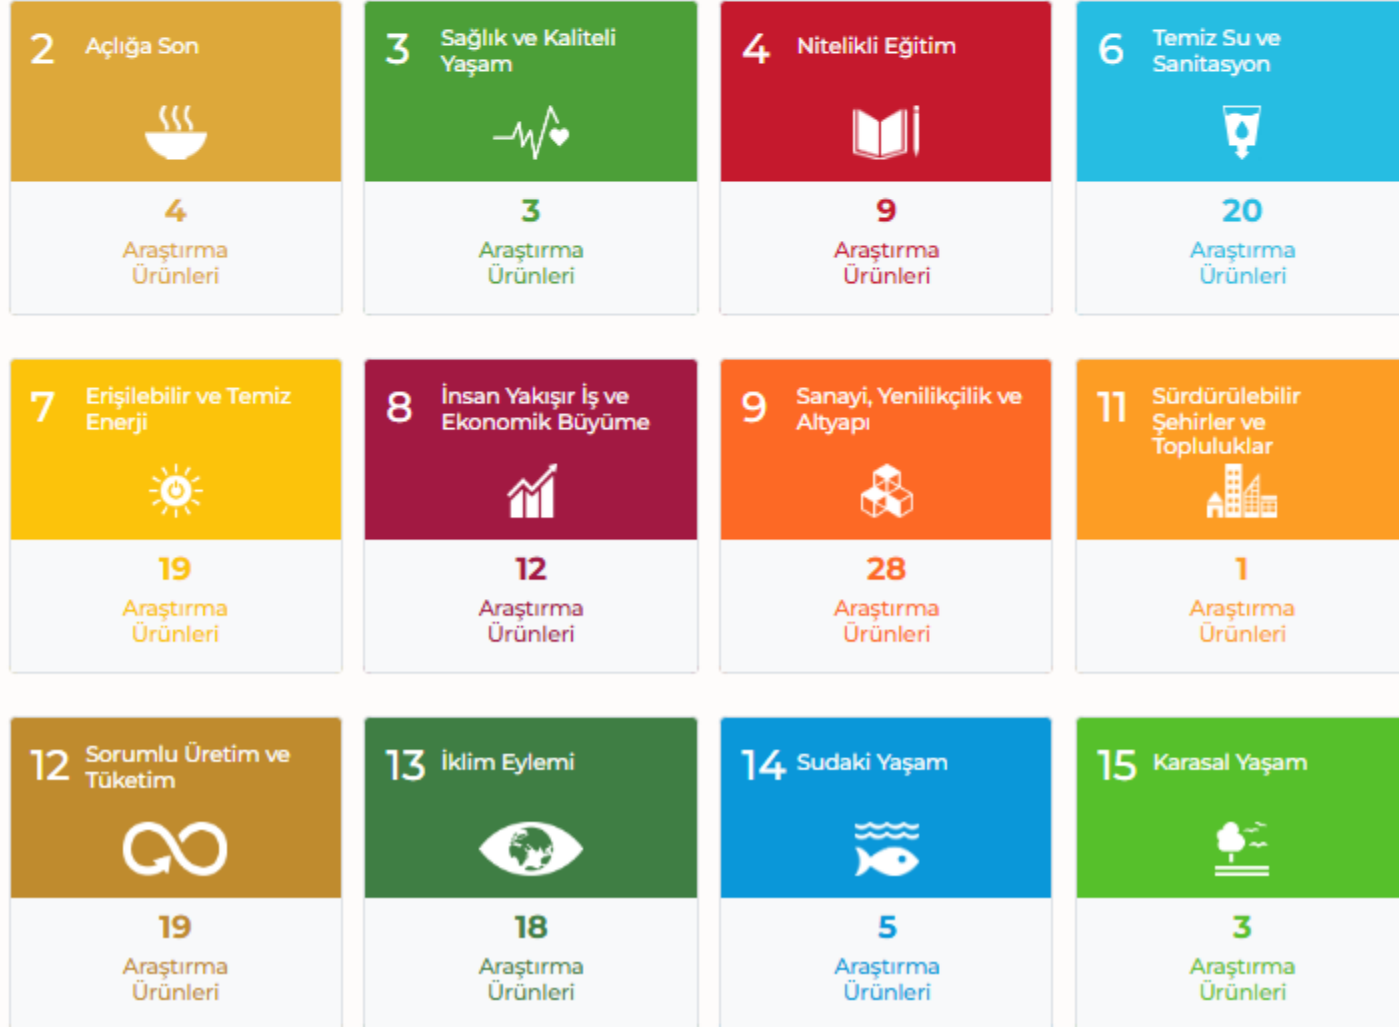 2 Açlığa Son
4
Araştırma
Ürünleri
3 Sağlık ve Kaliteli
Yaşam
3
Araştırma
Ürünleri
4 Nitelikli Eğitim
9
Araştırma
Ürünleri
6 Temiz Su ve
Sanitasyon
20
Araştırma
Ürünleri
7 Erişilebilir ve Temiz
Enerji
19
Araştırma
Ürünleri
8 İnsan Yakışır İş ve
Ekonomik Büyüme
12
Araştırma
Ürünleri
9 Sanayi, Yenilikçilik ve
Altyapı
28
Araştırma
Ürünleri
11 Sürdürülebilir
Şehirler ve
Topluluklar
1
Araştırma
Ürünleri
12 Sorumlu Üretim ve
Tüketim
19
Araştırma
Ürünleri
13 İklim Eylemi
18
Araştırma
Ürünleri
14 Sudaki Yaşam
5
Araştırma
Ürünleri
15 Karasal Yaşam
3
Araştırma
Ürünleri